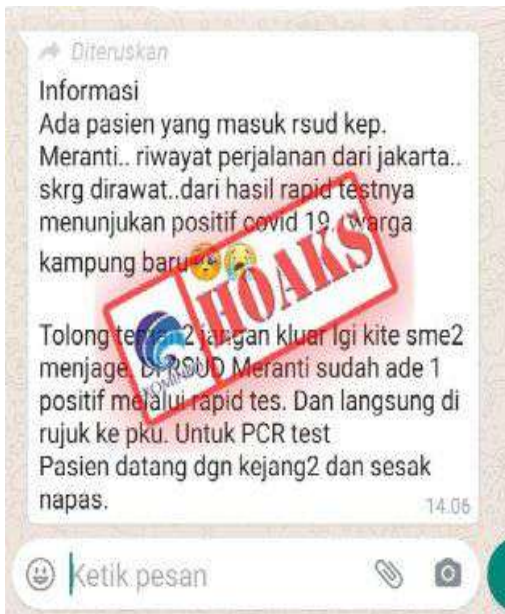 Diteruskan
Informasi
Ada pasien yang masuk rsud kep.
Meranti.. riwayat perjalanan dari jakarta..
skrg dirawat..dari hasil rapid testnya
menunjukan positif covid 19.. warga
kampung baru
HOAKS
KOMINFO
Tolong teman2 jangan kluar lgi kite sme2
menjage. Di RSUD Meranti sudah ade 1
positif melalui rapid tes. Dan langsung di
rujuk ke pku. Untuk PCR test
Pasien datang dgn kejang2 dan sesak
napas.
14.06
Ketik pesan